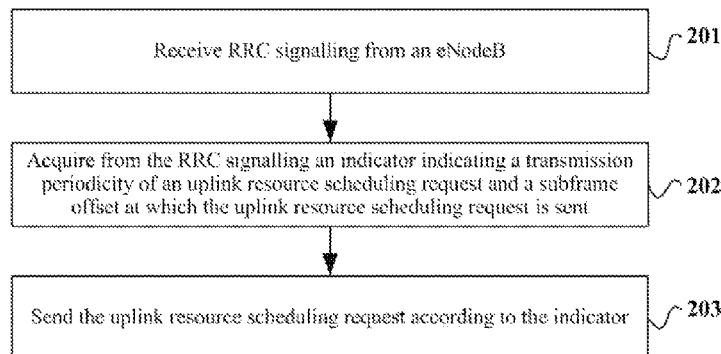 Receive RRC signalling from an eNodeB
201
Acquire from the RRC signalling an indicator indicating a transmission
periodicity of an uplink resource scheduling request and a subframe
offset at which the uplink resource scheduling request is sent
202
Send the uplink resource scheduling request according to the indicator
203